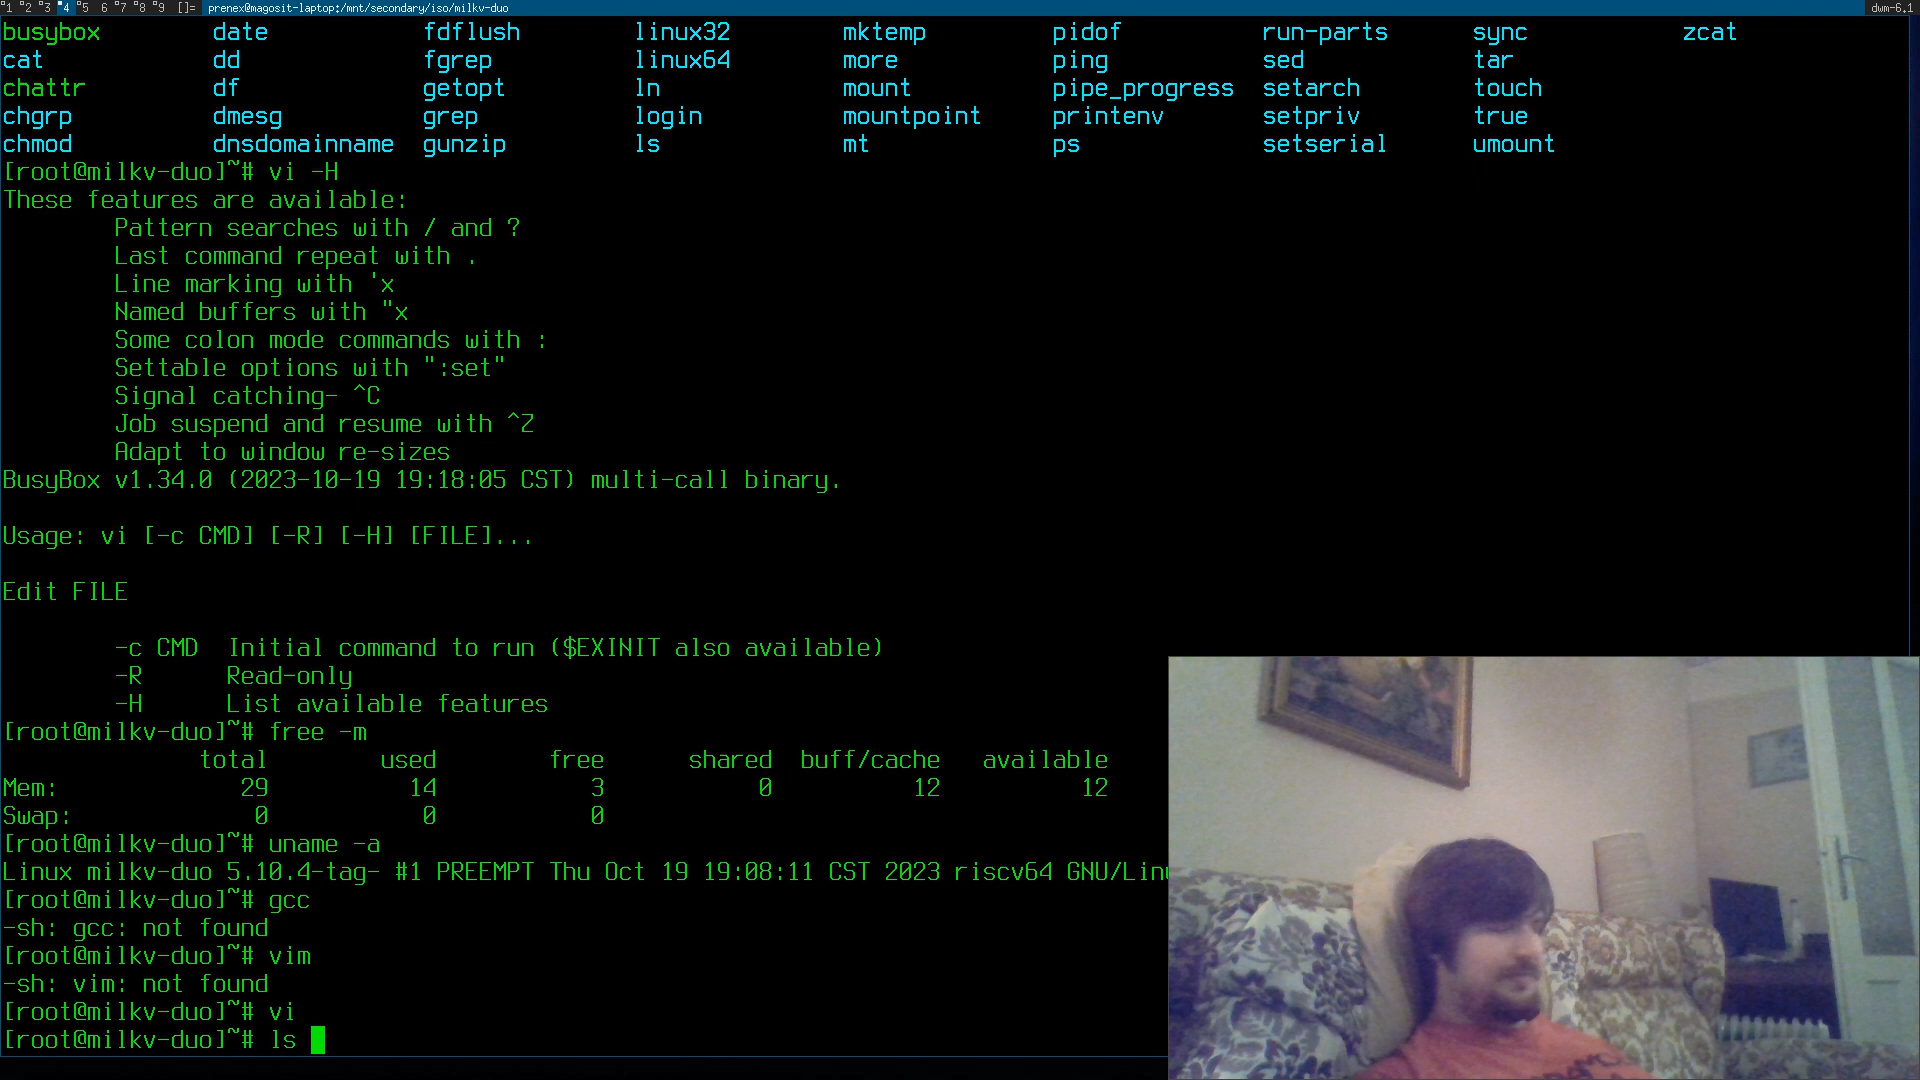 1 2 3 4 5 6 7 8 9 []= prenex@magosit-laptop:/mnt/secondary/iso/milkv-duo dwm-6.1
busybox date fdflush linux32 mktemp pidof run-parts sync zcat
cat dd fgrep linux64 more ping sed tar
chattr df getopt ln mount pipe_progress setarch touch
chgrp dmesg grep login mountpoint printenv setpriv true
chmod dnsdomainname gunzip ls mt ps setserial umount
[root@milkv-duo]~# vi -H
These features are available:
Pattern searches with / and ?
Last command repeat with .
Line marking with 'x
Named buffers with "x
Some colon mode commands with :
Settable options with ":set"
Signal catching- ^C
Job suspend and resume with ^Z
Adapt to window re-sizes
BusyBox v1.34.0 (2023-10-19 19:18:05 CST) multi-call binary.
Usage: vi [-c CMD] [-R] [-H] [FILE]...
Edit FILE
-c CMD Initial command to run ($EXINIT also available)
-R Read-only
-H List available features
[root@milkv-duo]~# free -m
total used free shared buff/cache available
Mem: 29 14 3 0 12 12
Swap: 0 0 0
[root@milkv-duo]~# uname -a
Linux milkv-duo 5.10.4-tag- #1 PREEMPT Thu Oct 19 19:08:11 CST 2023 riscv64 GNU/Linu
[root@milkv-duo]~# gcc
-sh: gcc: not found
[root@milkv-duo]~# vim
-sh: vim: not found
[root@milkv-duo]~# vi
[root@milkv-duo]~# ls